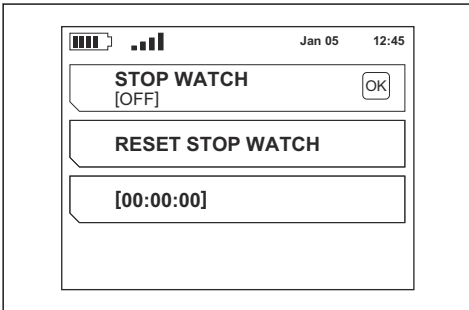 Jan 05 12:45
STOP WATCH
[OFF]
OK
RESET STOP WATCH
[00:00:00]